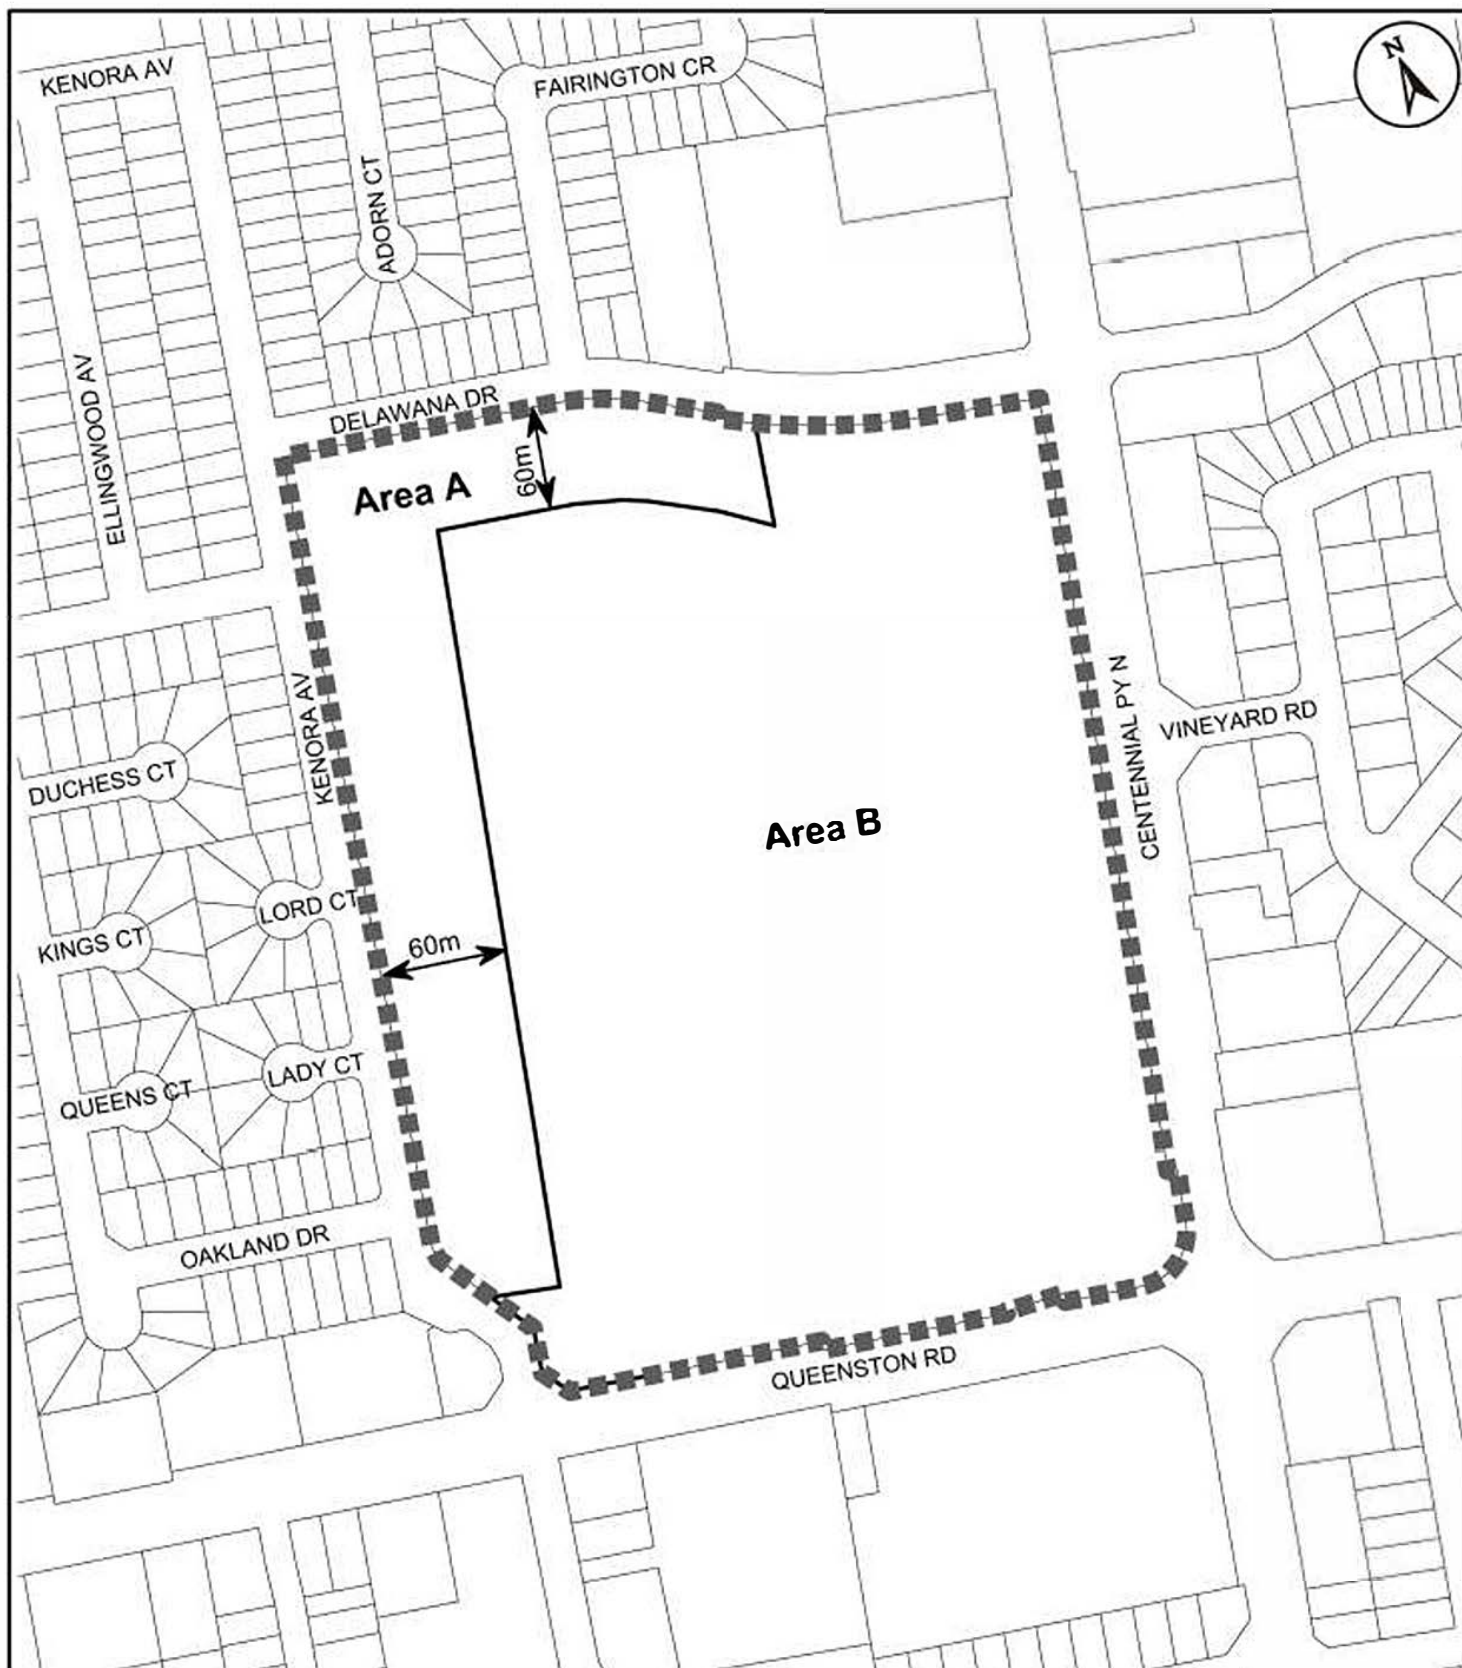 KENORA AV
FAIRINGTON CR
N
ADORN CT
ELLINGWOOD AV
DELAWANA DR
60m
Area A
KENORA AV
CENTENNIAL PY N
VINEYARD RD
DUCHESS CT
Area B
LORD CT
KINGS CT
60m
LADY CT
QUEENS CT
OAKLAND DR
QUEENSTON RD